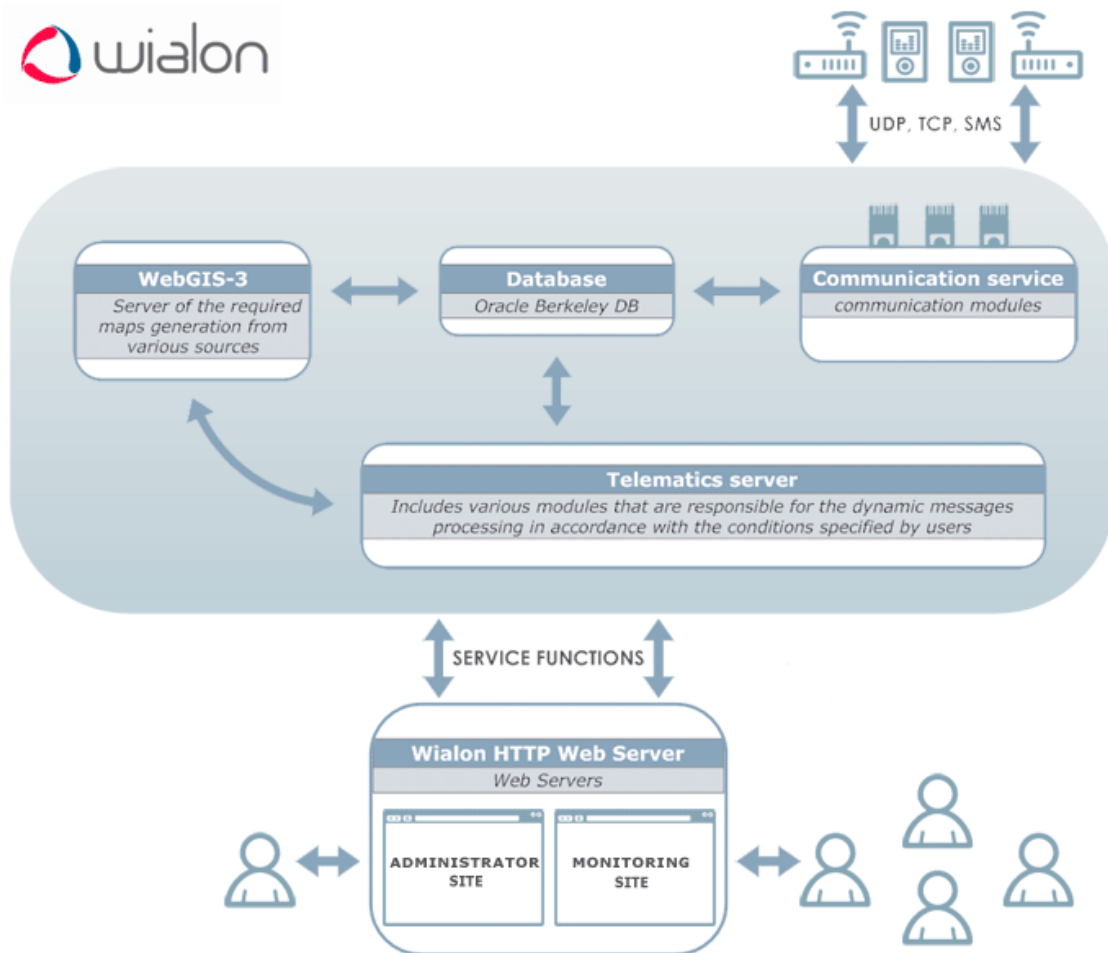 wialon
UDP, TCP, SMS
WebGIS-3
Server of the required
maps generation from
various sources
Database
Oracle Berkeley DB
Communication service
communication modules
Telematics server
Includes various modules that are responsible for the dynamic messages
processing in accordance with the conditions specified by users
SERVICE FUNCTIONS
Wialon HTTP Web Server
Web Servers
ADMINISTRATOR
SITE
MONITORING
SITE